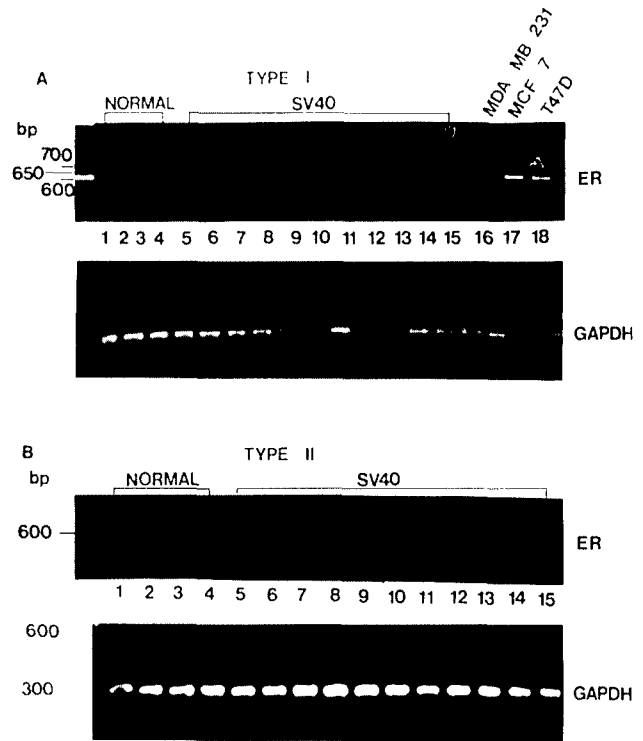 A TYPE I
MDA MB 231
MCF 7
T47D
NORMAL SV40
bp
700
650
600
ER
1 2 3 4 5 6 7 8 9 10 11 12 13 14 15 16 17 18
GAPDH
B TYPE II
bp
NORMAL SV40
600
ER
1 2 3 4 5 6 7 8 9 10 11 12 13 14 15
600
300
GAPDH